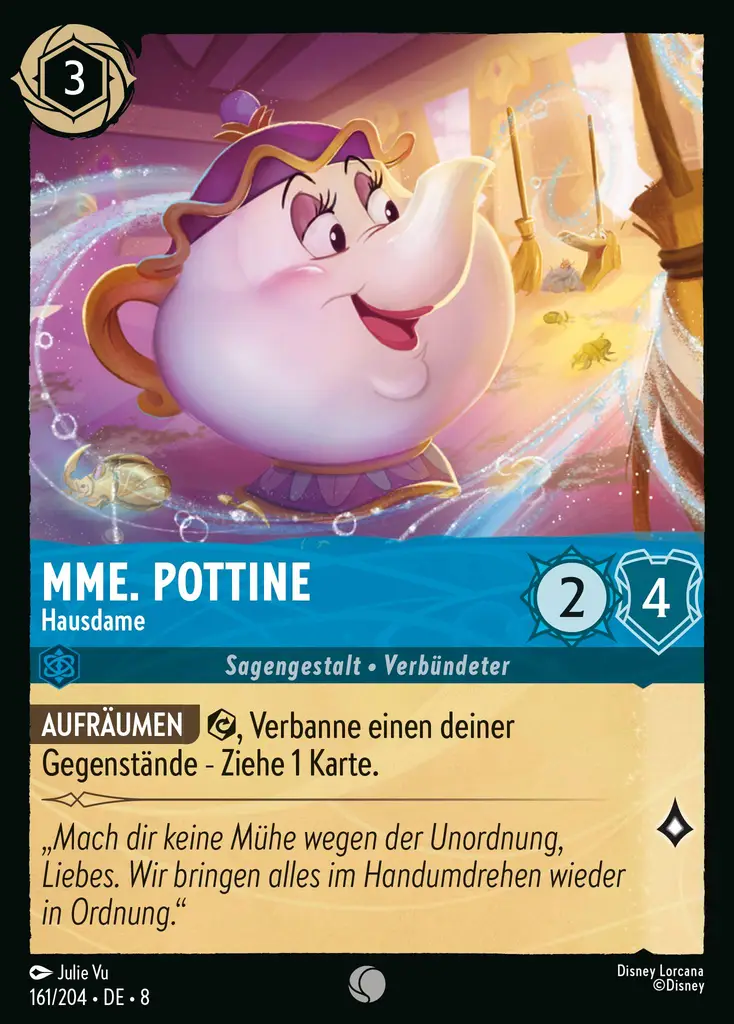 3
MME. POTTINE
Hausdame
2
4
Sagengestalt • Verbündeter
AUFRÄUMEN , Verbanne einen deiner
Gegenstände - Ziehe 1 Karte.
„Mach dir keine Mühe wegen der Unordnung,
Liebes. Wir bringen alles im Handumdrehen wieder
in Ordnung.“
Julie Vu
161/204 • DE • 8
Disney Lorcana
©Disney